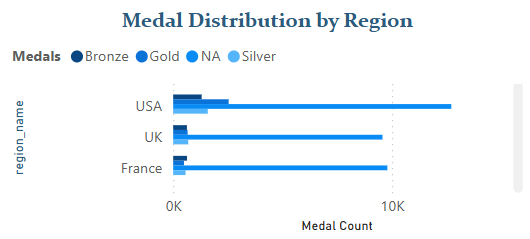 Medal Distribution by Region
Medals Bronze Gold NA Silver
region_name
USA
UK
France
0K 10K
Medal Count